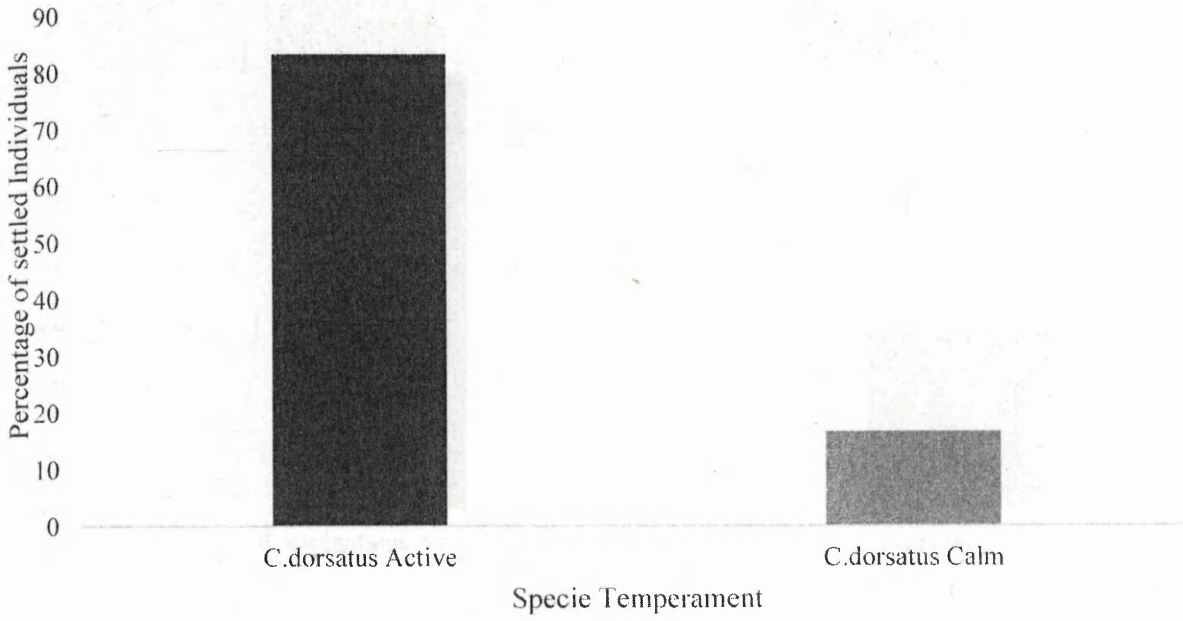 90
80
70
60
50
40
30
20
10
0
Percentage of settled Individuals
C.dorsatus Active
C.dorsatus Calm
Specie Temperament